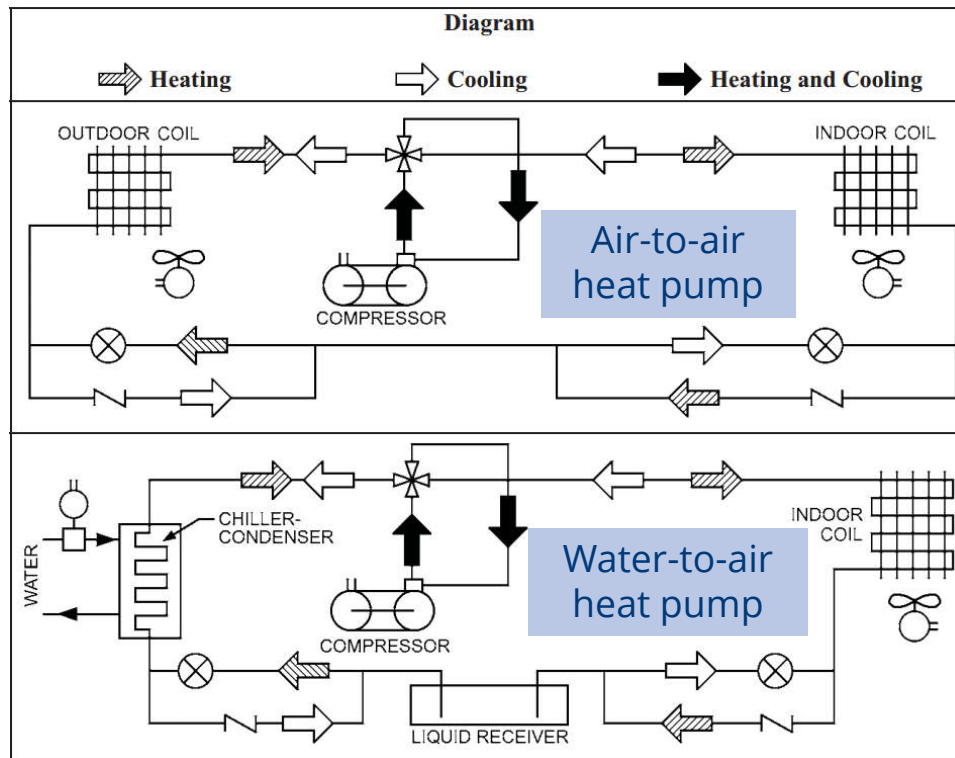 Diagram
Heating
Cooling
Heating and Cooling
OUTDOOR COIL
INDOOR COIL
Air-to-air
heat pump
COMPRESSOR
CHILLER-
CONDENSER
WATER
INDOOR
COIL
Water-to-air
heat pump
COMPRESSOR
LIQUID RECEIVER